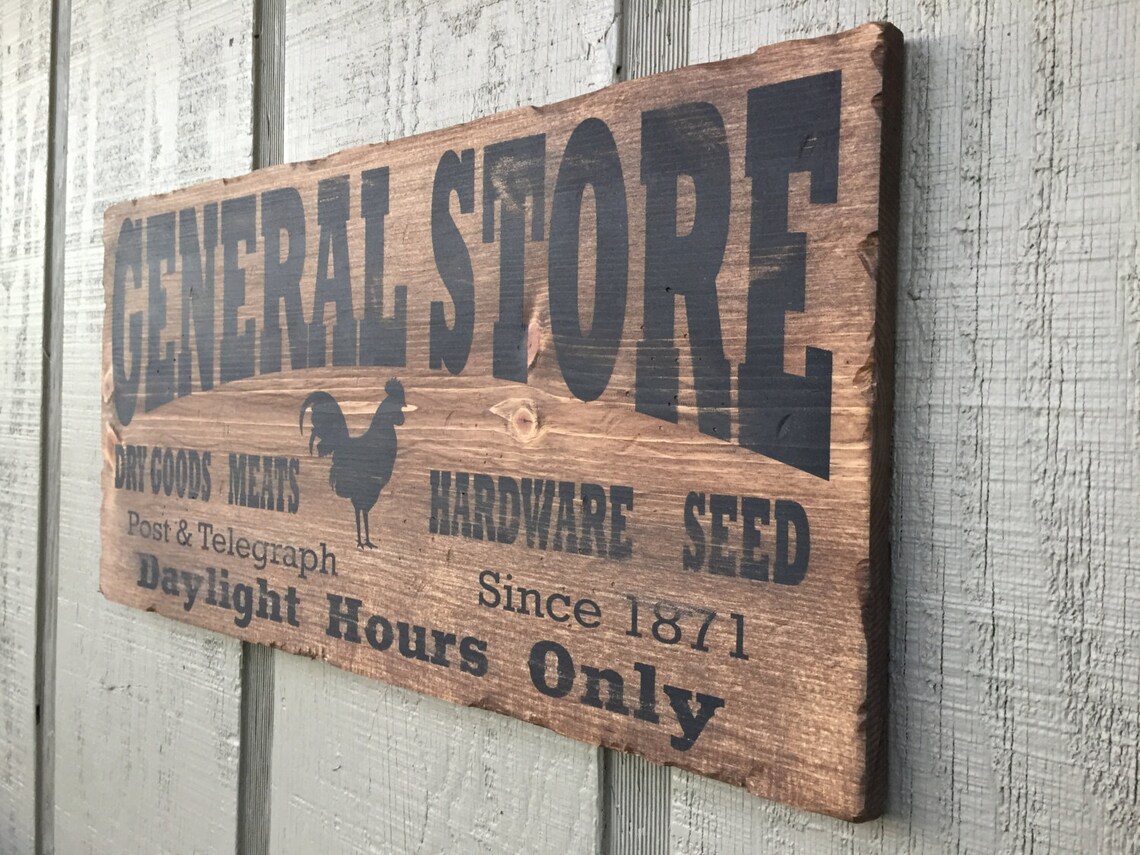 GENERAL STORE
DRY GOODS MEATS HARDWARE SEED
Post & Telegraph Since 1871
Daylight Hours Only